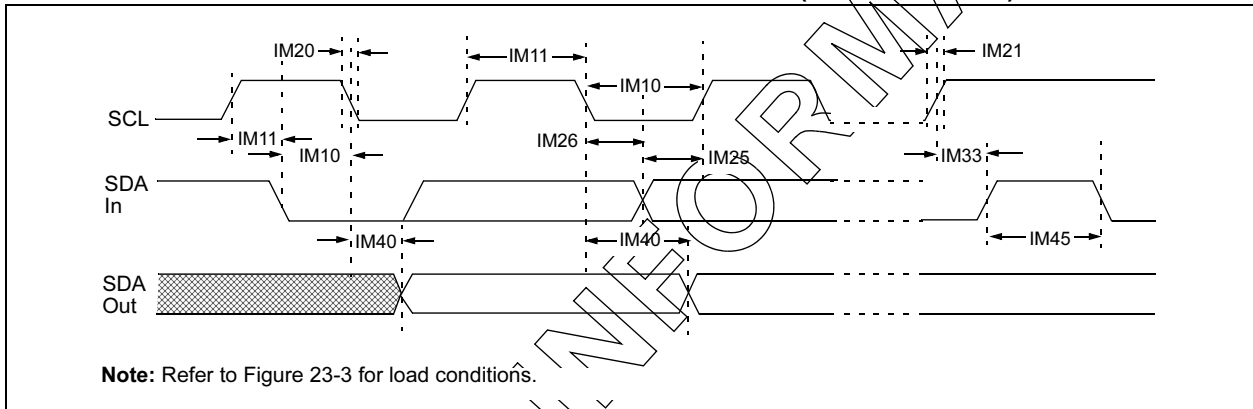 IM20
IM11
IM21
IM10
SCL
IM11
IM26
IM10
IM25
IM33
SDA
In
IM40
IM40
IM45
SDA
Out
Note: Refer to Figure 23-3 for load conditions.